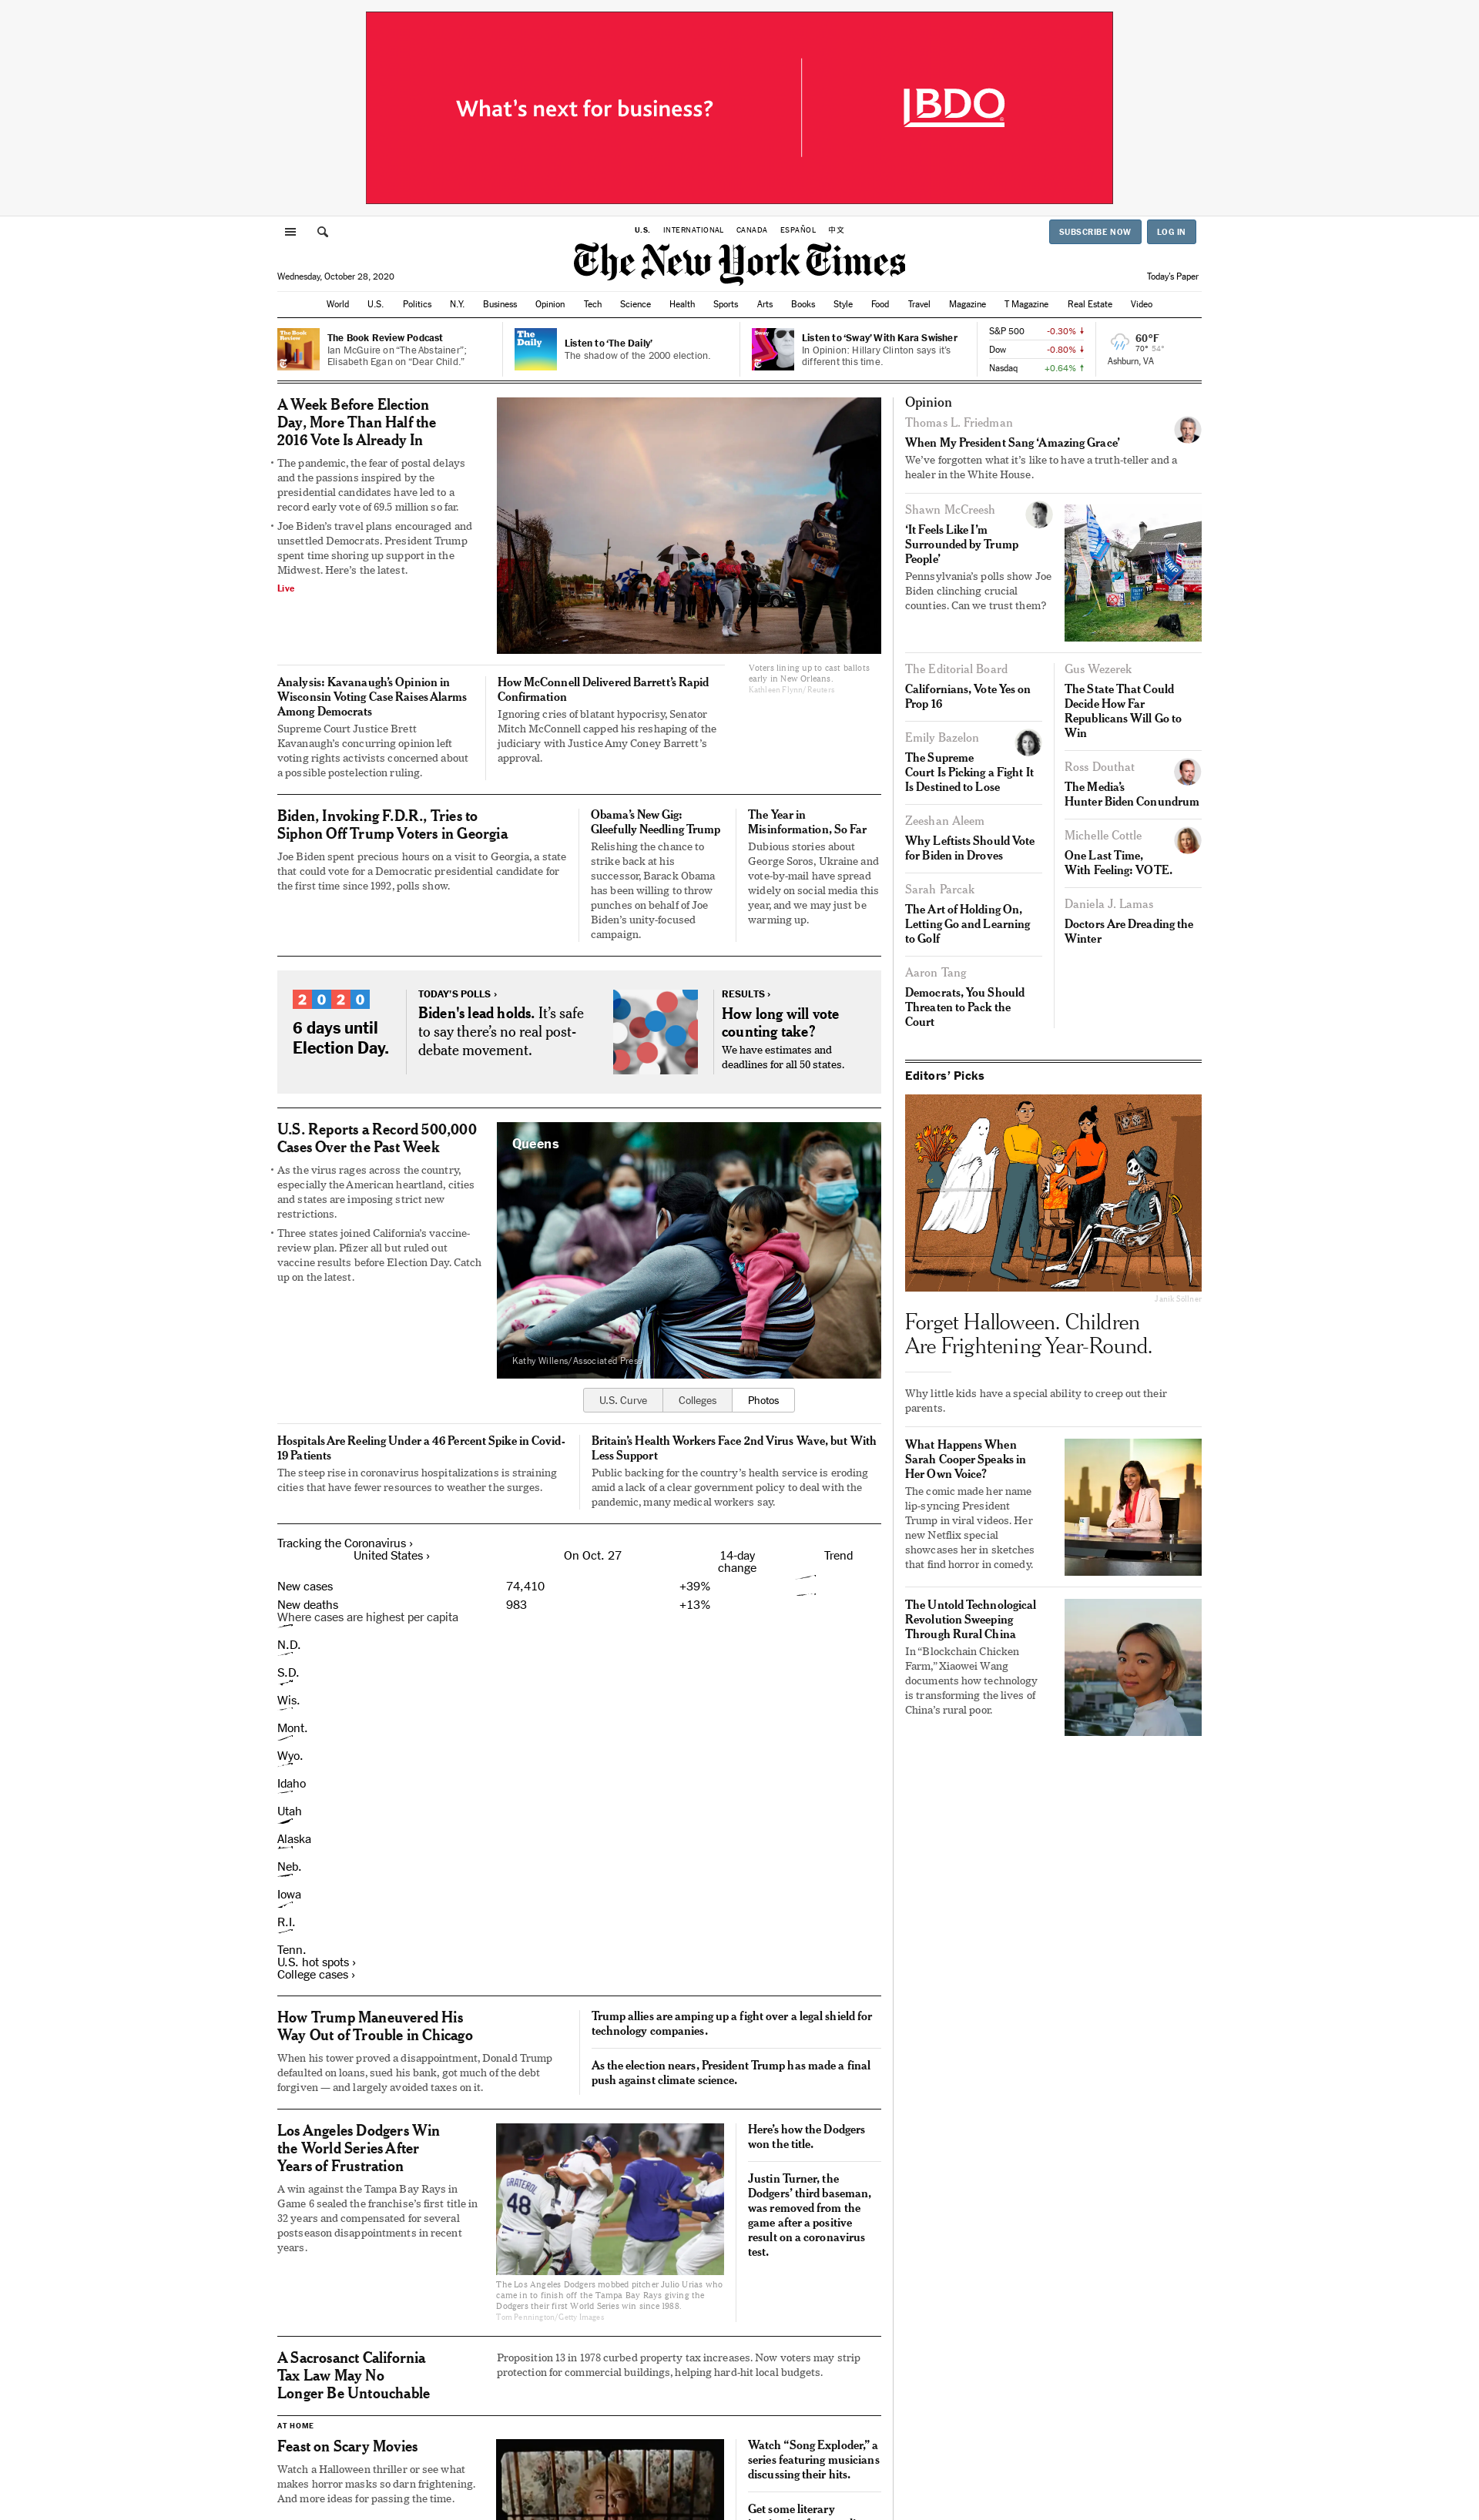 What's next for business?
BDO
U.S. INTERNATIONAL CANADA ESPAÑOL 中文
SUBSCRIBE NOW LOG IN
The New York Times
Wednesday, October 28, 2020
Today's Paper
World U.S. Politics N.Y. Business Opinion Tech Science Health Sports Arts Books Style Food Travel Magazine T Magazine Real Estate Video
The Book Review
The Book Review Podcast
Ian McGuire on “The Abstainer”;
Elisabeth Egan on “Dear Child.”
The Daily
Listen to ‘The Daily’
The shadow of the 2000 election.
Sway
Listen to ‘Sway’ With Kara Swisher
In Opinion: Hillary Clinton says it's
different this time.
S&P 500 -0.30% ↓
Dow -0.80% ↓
Nasdaq +0.64% ↑
60°F
70° 54°
Ashburn, VA
A Week Before Election
Day, More Than Half the
2016 Vote Is Already In
• The pandemic, the fear of postal delays
and the passions inspired by the
presidential candidates have led to a
record early vote of 69.5 million so far.
• Joe Biden's travel plans encouraged and
unsettled Democrats. President Trump
spent time shoring up support in the
Midwest. Here's the latest.
Live
Voters lining up to cast ballots
early in New Orleans.
Kathleen Flynn/Reuters
Analysis: Kavanaugh's Opinion in
Wisconsin Voting Case Raises Alarms
Among Democrats
Supreme Court Justice Brett
Kavanaugh's concurring opinion left
voting rights activists concerned about
a possible postelection ruling.
How McConnell Delivered Barrett's Rapid
Confirmation
Ignoring cries of blatant hypocrisy, Senator
Mitch McConnell capped his reshaping of the
judiciary with Justice Amy Coney Barrett's
approval.
Biden, Invoking F.D.R., Tries to
Siphon Off Trump Voters in Georgia
Joe Biden spent precious hours on a visit to Georgia, a state
that could vote for a Democratic presidential candidate for
the first time since 1992, polls show.
Obama's New Gig:
Gleefully Needling Trump
Relishing the chance to
strike back at his
successor, Barack Obama
has been willing to throw
punches on behalf of Joe
Biden's unity-focused
campaign.
The Year in
Misinformation, So Far
Dubious stories about
George Soros, Ukraine and
vote-by-mail have spread
widely on social media this
year, and we may just be
warming up.
2020
6 days until
Election Day.
TODAY'S POLLS ›
Biden's lead holds. It's safe
to say there's no real post-
debate movement.
RESULTS ›
How long will vote
counting take?
We have estimates and
deadlines for all 50 states.
U.S. Reports a Record 500,000
Cases Over the Past Week
• As the virus rages across the country,
especially the American heartland, cities
and states are imposing strict new
restrictions.
• Three states joined California's vaccine-
review plan. Pfizer all but ruled out
vaccine results before Election Day. Catch
up on the latest.
Queens
Kathy Willens/Associated Press
U.S. Curve Colleges Photos
Hospitals Are Reeling Under a 46 Percent Spike in Covid-
19 Patients
The steep rise in coronavirus hospitalizations is straining
cities that have fewer resources to weather the surges.
Britain's Health Workers Face 2nd Virus Wave, but With
Less Support
Public backing for the country's health service is eroding
amid a lack of a clear government policy to deal with the
pandemic, many medical workers say.
Tracking the Coronavirus ›
United States › On Oct. 27 14-day
change Trend
New cases 74,410 +39%
New deaths 983 +13%
Where cases are highest per capita
N.D.
S.D.
Wis.
Mont.
Wyo.
Idaho
Utah
Alaska
Neb.
Iowa
R.I.
Tenn.
U.S. hot spots ›
College cases ›
How Trump Maneuvered His
Way Out of Trouble in Chicago
When his tower proved a disappointment, Donald Trump
defaulted on loans, sued his bank, got much of the debt
forgiven — and largely avoided taxes on it.
Trump allies are amping up a fight over a legal shield for
technology companies.
As the election nears, President Trump has made a final
push against climate science.
Los Angeles Dodgers Win
the World Series After
Years of Frustration
A win against the Tampa Bay Rays in
Game 6 sealed the franchise's first title in
32 years and compensated for several
postseason disappointments in recent
years.
GRATEROL
48
The Los Angeles Dodgers mobbed pitcher Julio Urias who
came in to finish off the Tampa Bay Rays giving the
Dodgers their first World Series win since 1988.
Tom Pennington/Getty Images
Here's how the Dodgers
won the title.
Justin Turner, the
Dodgers' third baseman,
was removed from the
game after a positive
result on a coronavirus
test.
A Sacrosanct California
Tax Law May No
Longer Be Untouchable
Proposition 13 in 1978 curbed property tax increases. Now voters may strip
protection for commercial buildings, helping hard-hit local budgets.
AT HOME
Feast on Scary Movies
Watch a Halloween thriller or see what
makes horror masks so darn frightening.
And more ideas for passing the time.
Watch “Song Exploder,” a
series featuring musicians
discussing their hits.
Get some literary
Opinion
Thomas L. Friedman
When My President Sang ‘Amazing Grace’
We've forgotten what it's like to have a truth-teller and a
healer in the White House.
Shawn McCreesh
‘It Feels Like I'm
Surrounded by Trump
People’
Pennsylvania's polls show Joe
Biden clinching crucial
counties. Can we trust them?
TRUMP
The Editorial Board
Californians, Vote Yes on
Prop 16
Emily Bazelon
The Supreme
Court Is Picking a Fight It
Is Destined to Lose
Zeeshan Aleem
Why Leftists Should Vote
for Biden in Droves
Sarah Parcak
The Art of Holding On,
Letting Go and Learning
to Golf
Aaron Tang
Democrats, You Should
Threaten to Pack the
Court
Gus Wezerek
The State That Could
Decide How Far
Republicans Will Go to
Win
Ross Douthat
The Media's
Hunter Biden Conundrum
Michelle Cottle
One Last Time,
With Feeling: VOTE.
Daniela J. Lamas
Doctors Are Dreading the
Winter
Editors' Picks
Janik Söllner
Forget Halloween. Children
Are Frightening Year-Round.
Why little kids have a special ability to creep out their
parents.
What Happens When
Sarah Cooper Speaks in
Her Own Voice?
The comic made her name
lip-syncing President
Trump in viral videos. Her
new Netflix special
showcases her in sketches
that find horror in comedy.
The Untold Technological
Revolution Sweeping
Through Rural China
In “Blockchain Chicken
Farm,” Xiaowei Wang
documents how technology
is transforming the lives of
China's rural poor.